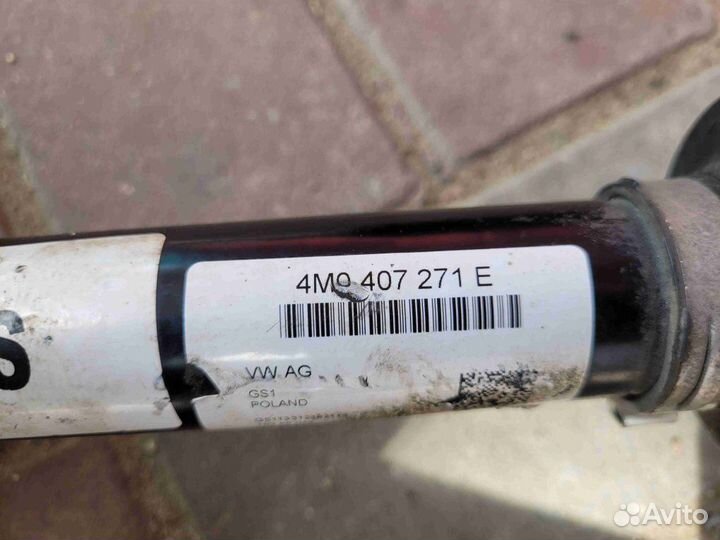 4M0 407 271 E
VW AG
GS1
POLAND
Avito